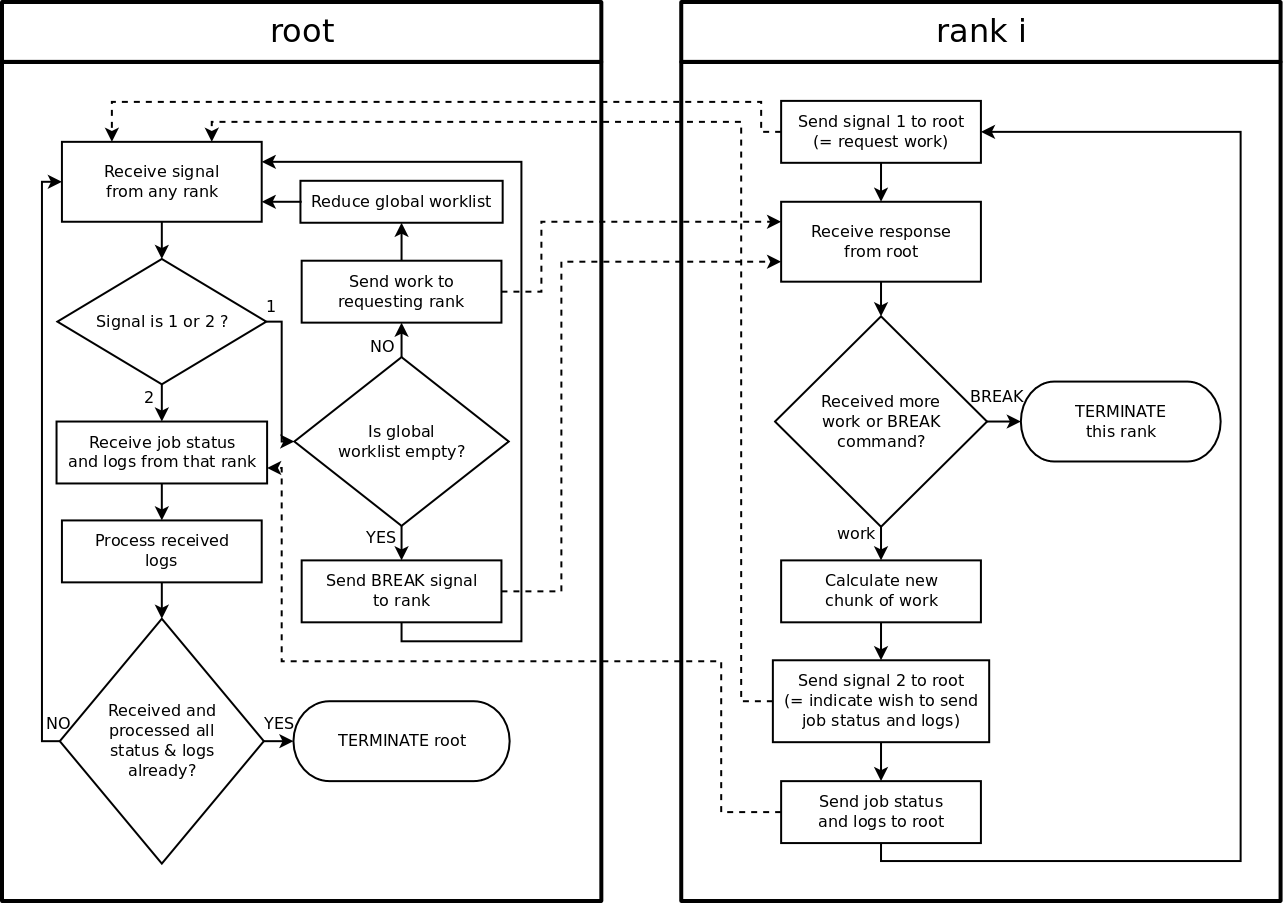 root
Receive signal
from any rank
Reduce global worklist
Send work to
requesting rank
Signal is 1 or 2 ?
1
2
NO
Is global
worklist empty?
YES
Receive job status
and logs from that rank
Process received
logs
Send BREAK signal
to rank
Received and
processed all
status & logs
already?
NO
YES
TERMINATE root
rank i
Send signal 1 to root
(= request work)
Receive response
from root
Received more
work or BREAK
command?
BREAK
TERMINATE
this rank
work
Calculate new
chunk of work
Send signal 2 to root
(= indicate wish to send
job status and logs)
Send job status
and logs to root